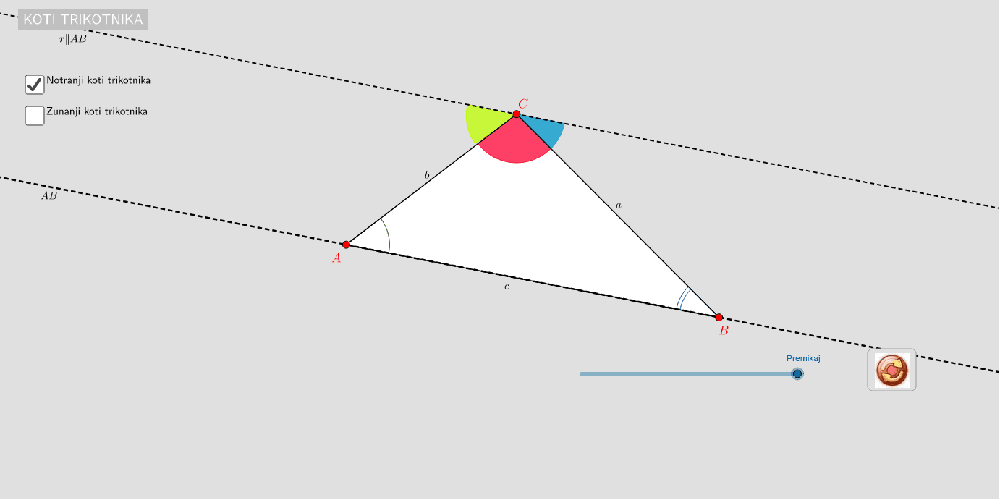 KOTI TRIKOTNIKA
r∥AB
Notranji koti trikotnika
Zunanji koti trikotnika
C
b
AB
a
A
c
B
Premikaj